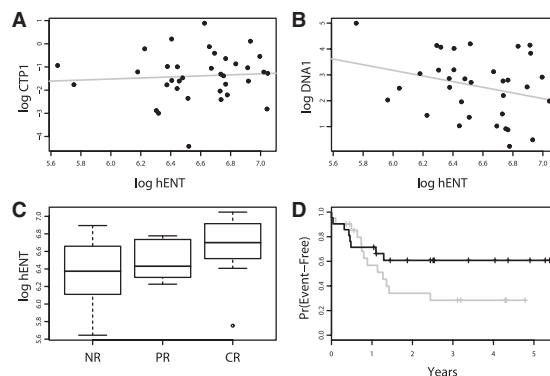 A
log CTP1
1
0
−1
−2
−3
−4
5.6 5.8 6.0 6.2 6.4 6.6 6.8 7.0
log hENT
B
log DNA1
5
4
3
2
1
5.6 5.8 6.0 6.2 6.4 6.6 6.8 7.0
log hENT
C
log hENT
7.0
6.8
6.6
6.4
6.2
6.0
5.6
NR PR CR
D
Pr(Event−Free)
1.0
0.8
0.6
0.4
0.2
0.0
0 1 2 3 4 5
Years